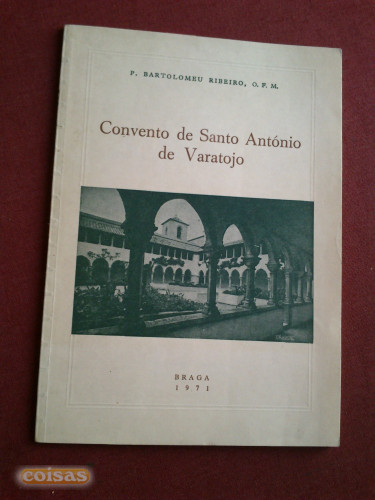 P. BARTOLOMEU RIBEIRO, O. F. M.
Convento de Santo António
de Varatojo
BRAGA
1971
coisas